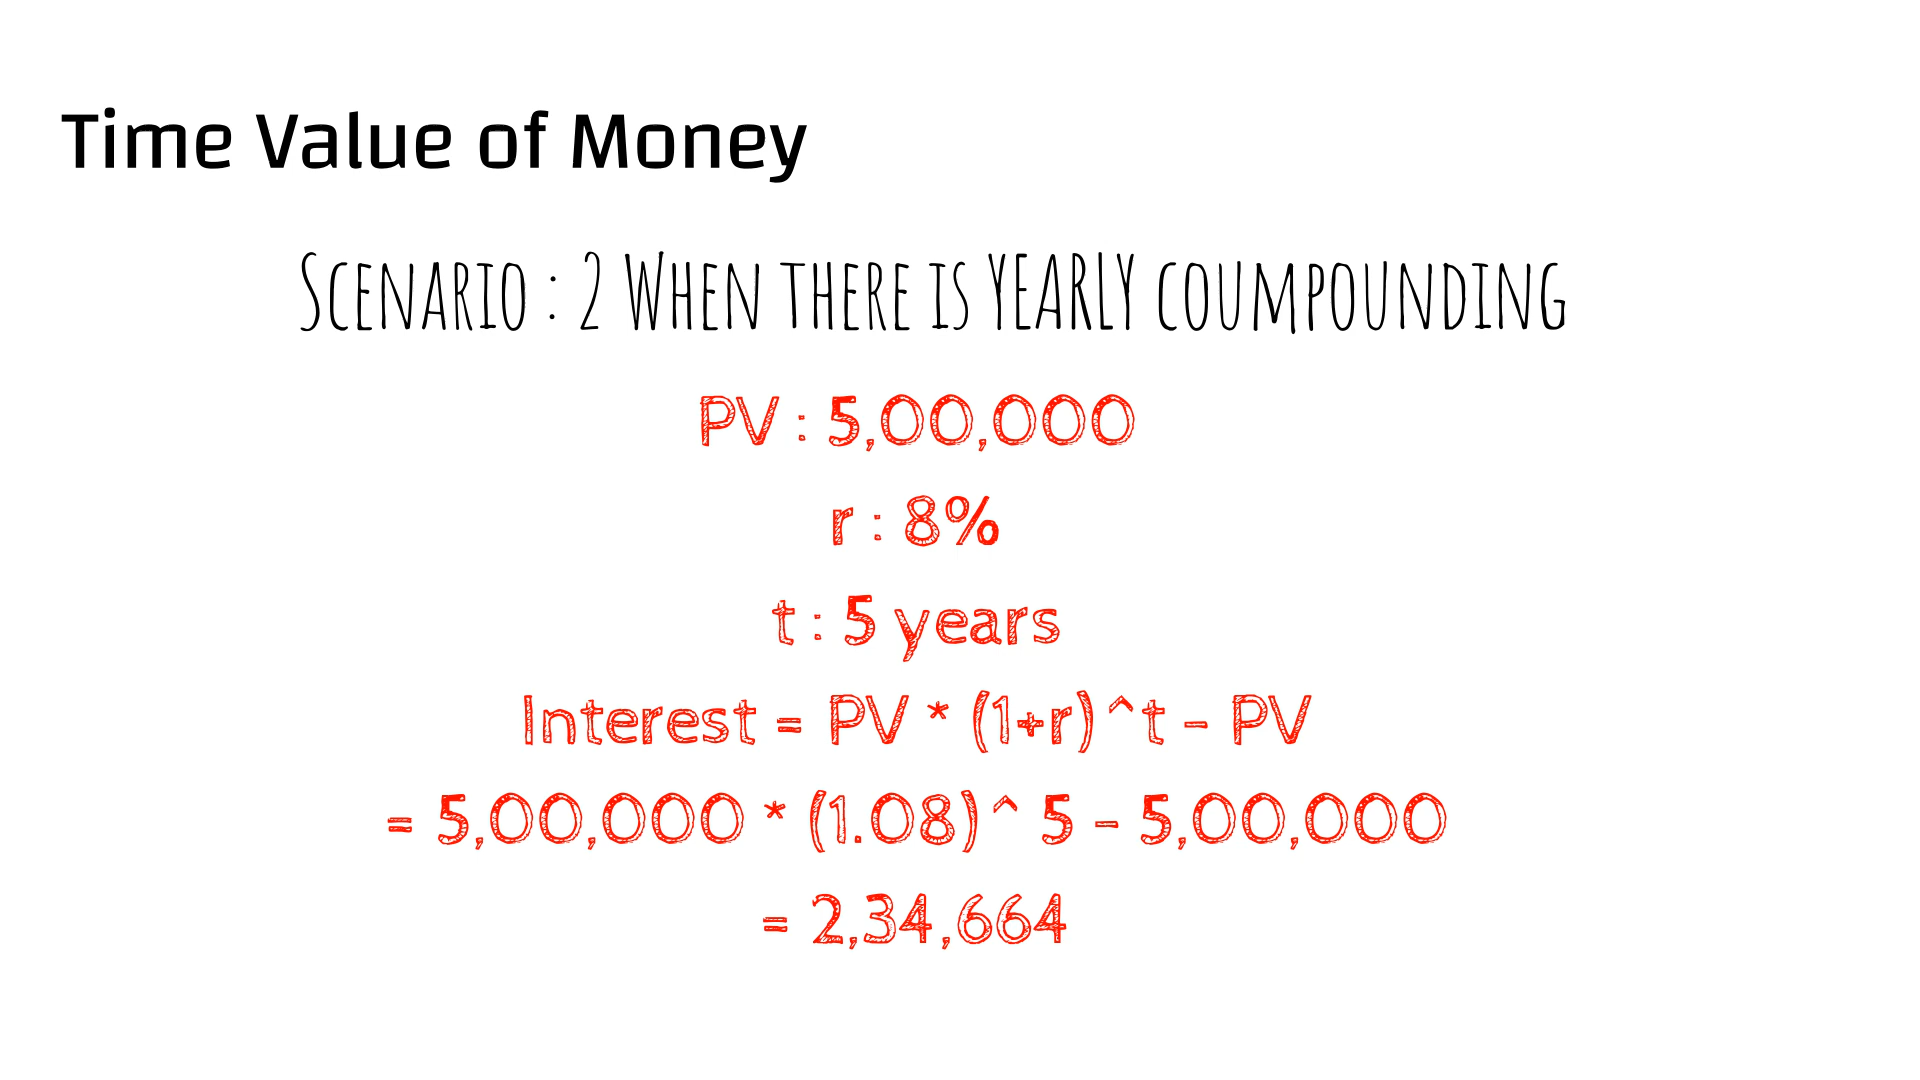 Time Value of Money
Scenario : 2 When there is YEARLY coumpounding
PV : 5,00,000
r : 8%
t : 5 years
Interest = PV * (1+r)^t - PV
= 5,00,000 * (1.08)^ 5 - 5,00,000
= 2,34,664